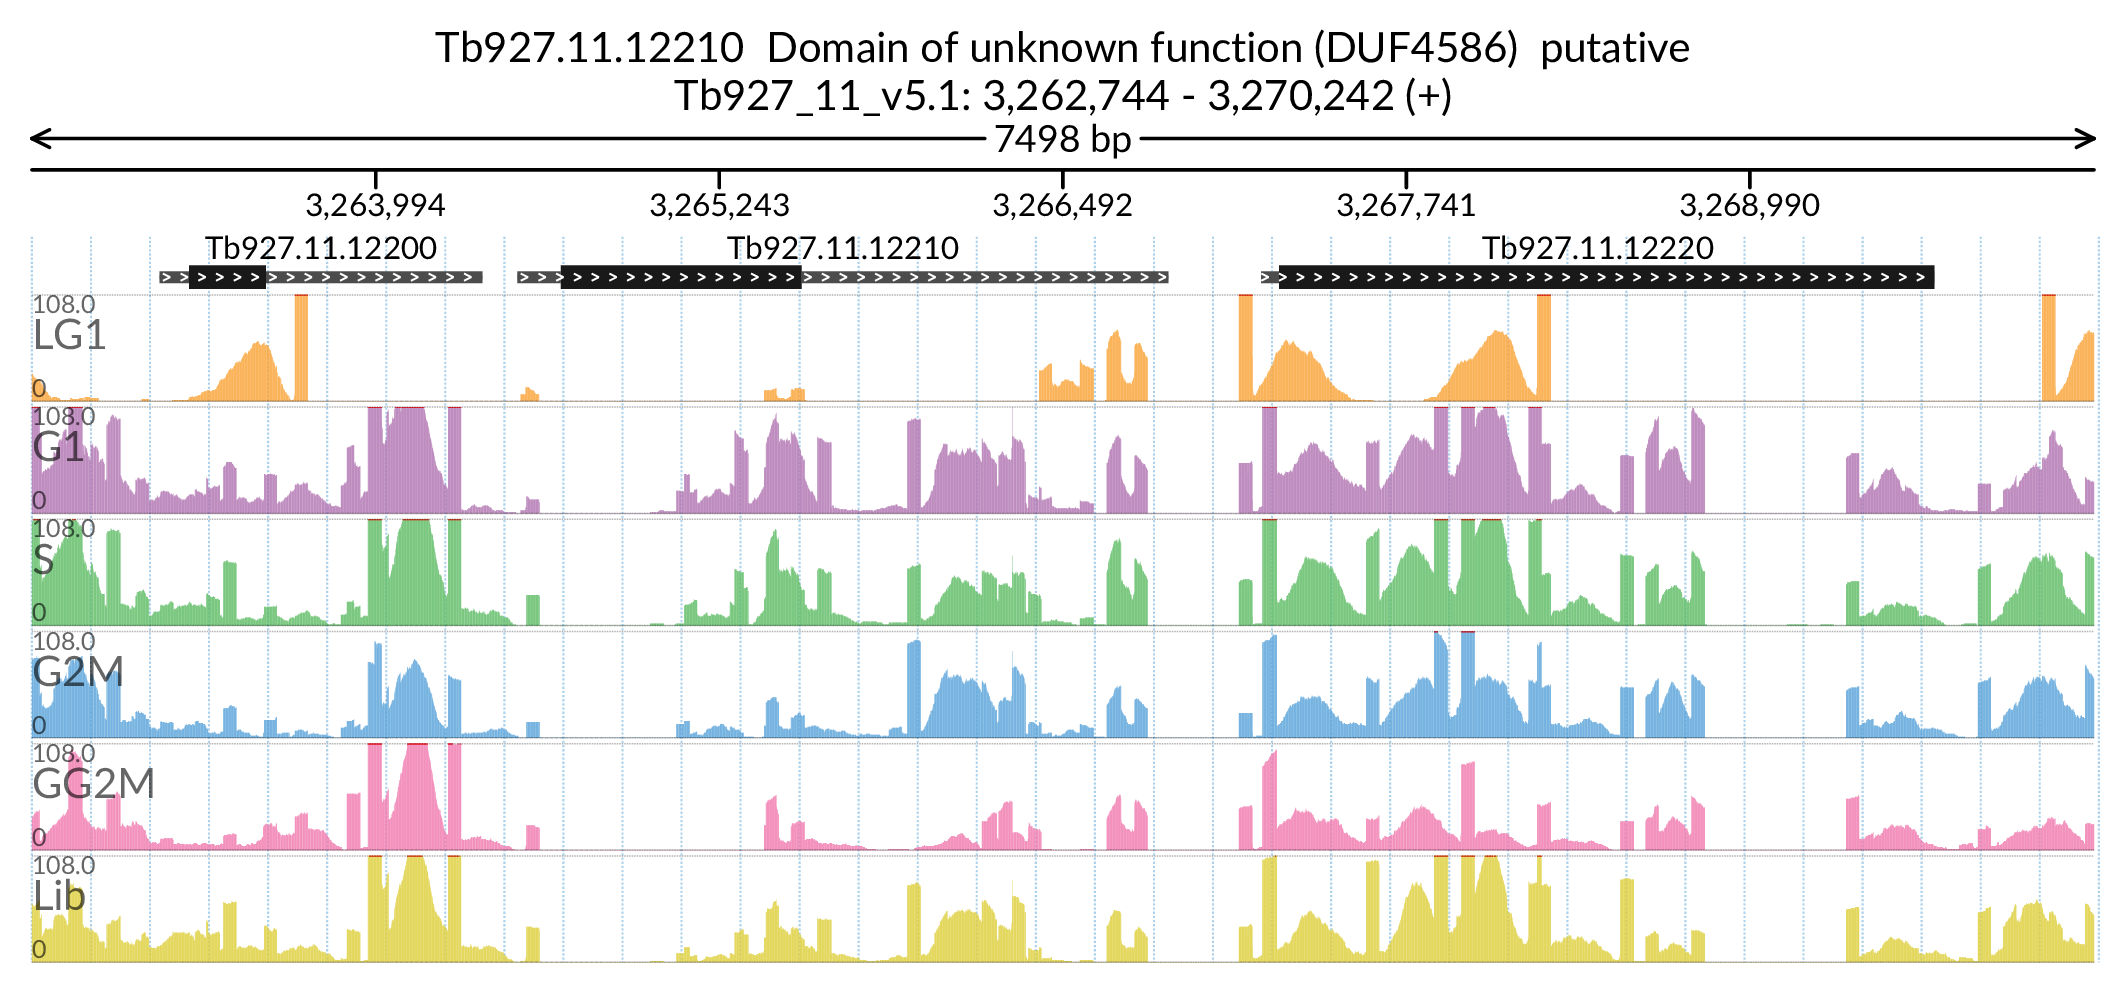 Tb927.11.12210  Domain of unknown function (DUF4586)  putative
Tb927_11_v5.1: 3,262,744 - 3,270,242 (+)
7498 bp
3,263,994 3,265,243 3,266,492 3,267,741 3,268,990
Tb927.11.12200 Tb927.11.12210 Tb927.11.12220
108.0
LG1
0
108.0
G1
0
108.0
S
0
108.0
G2M
0
108.0
GG2M
0
108.0
Lib
0